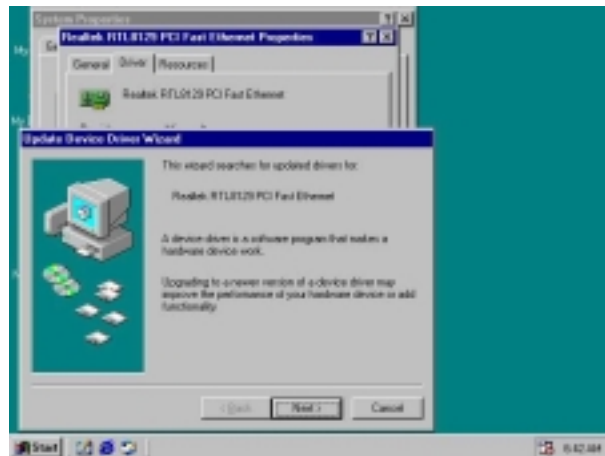 System Properties
Realtek RTL8129 PCI Fast Ethernet Properties
General Driver Resources
Realtek RTL8129 PCI Fast Ethernet
Update Device Driver Wizard
This wizard searches for updated drivers for:
Realtek RTL8129 PCI Fast Ethernet
A device driver is a software program that makes a
hardware device work.
Upgrading to a newer version of a device driver may
improve the performance of your hardware device or add
functionality.
< Back Next > Cancel
Start 6:42 AM